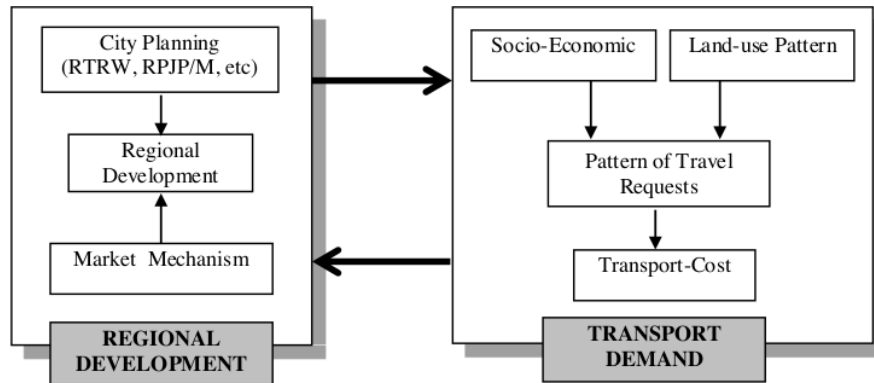 City Planning
(RTRW, RPJP/M, etc)
Regional
Development
Market Mechanism
REGIONAL
DEVELOPMENT
Socio-Economic
Land-use Pattern
Pattern of Travel
Requests
Transport-Cost
TRANSPORT
DEMAND